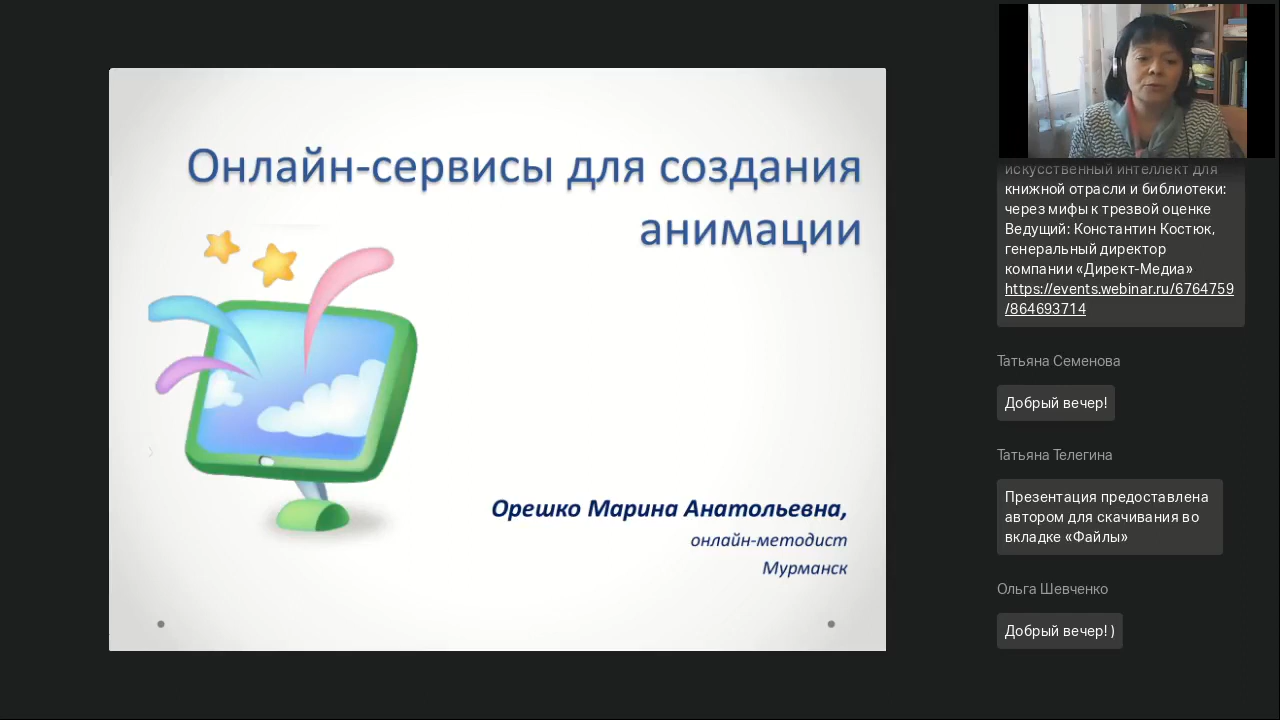 Онлайн-сервисы для создания
анимации
Орешко Марина Анатольевна,
онлайн-методист
Мурманск
искусственный интеллект для
книжной отрасли и библиотеки:
через мифы к трезвой оценке
Ведущий: Константин Костюк,
генеральный директор
компании «Директ-Медиа»
https://events.webinar.ru/6764759
/864693714
Татьяна Семенова
Добрый вечер!
Татьяна Телегина
Презентация предоставлена
автором для скачивания во
вкладке «Файлы»
Ольга Шевченко
Добрый вечер! )